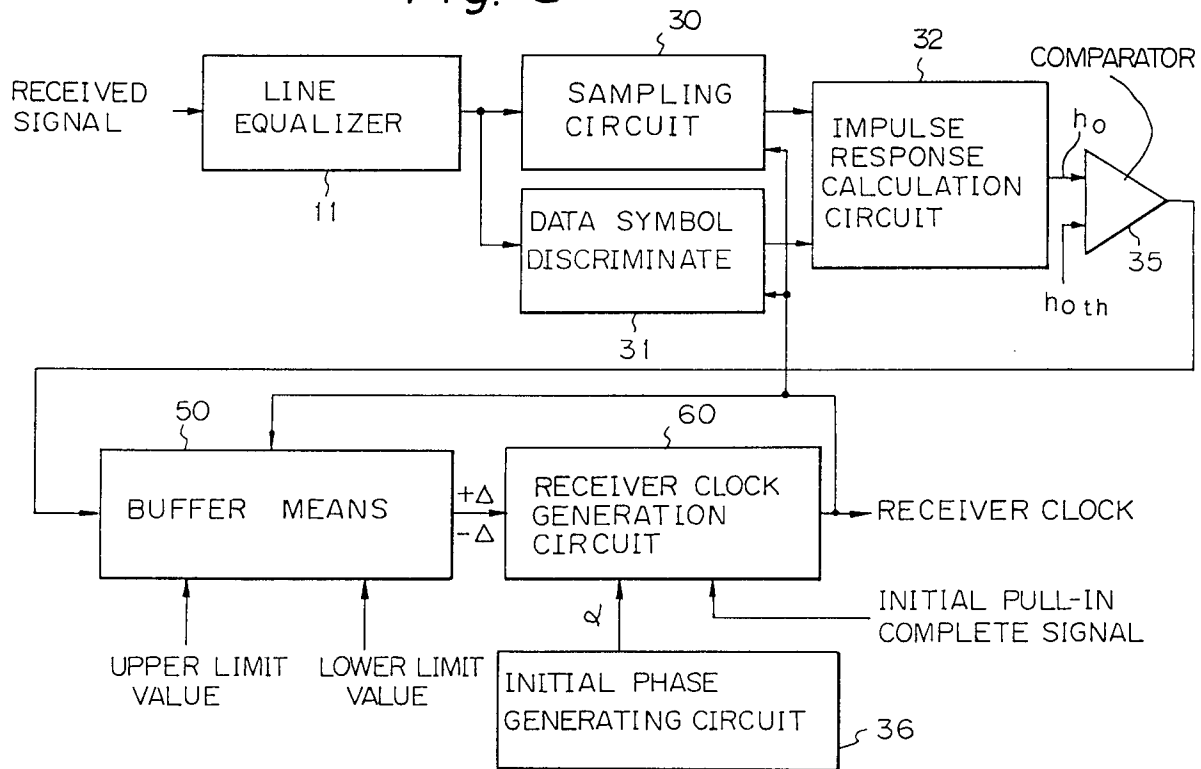 Fig.
30
32
COMPARATOR
RECEIVED
SIGNAL
LINE
EQUALIZER
SAMPLING
CIRCUIT
IMPULSE
RESPONSE
CALCULATION
CIRCUIT
ho
11
DATA SYMBOL
DISCRIMINATE
35
hoth
31
50
60
BUFFER MEANS
+Δ
-Δ
RECEIVER CLOCK
GENERATION
CIRCUIT
RECEIVER CLOCK
α
INITIAL PULL-IN
COMPLETE SIGNAL
UPPER LIMIT
VALUE
LOWER LIMIT
VALUE
INITIAL PHASE
GENERATING CIRCUIT
36